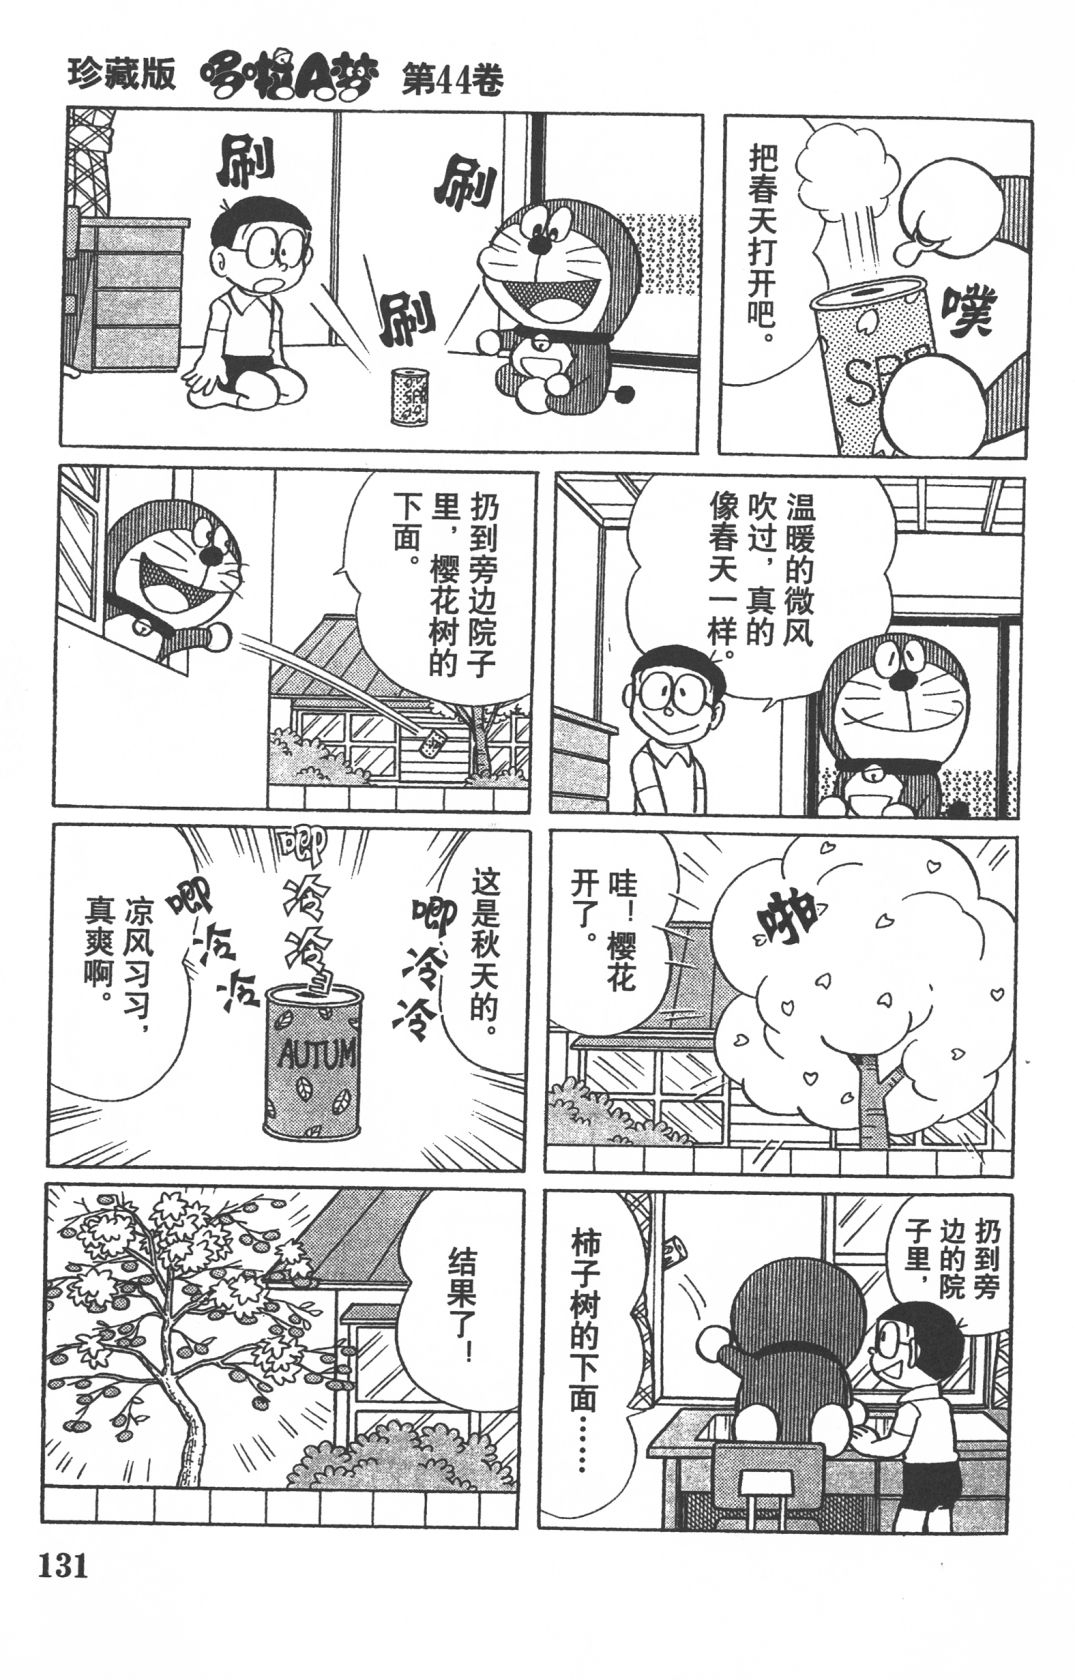 珍藏版 哆啦A梦 第44卷
把春天打开吧。
噗
SPR
刷
刷
刷
SPR
温暖的微风
吹过，真的
像春天一样。
扔到旁边院子
里，樱花树的
下面。
哇！樱花
开了。
啪
这是秋天的。
唧
冷
冷
唧
冷
冷
唧
冷
冷
AUTUM
凉风习习，
真爽啊。
扔到旁
边的院
子里，
柿子树的下面……
结果了！
131